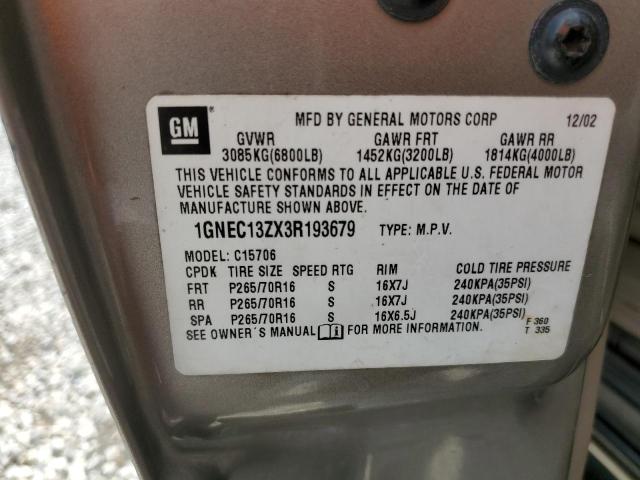 GM MFD BY GENERAL MOTORS CORP 12/02
GVWR GAWR FRT GAWR RR
3085KG(6800LB) 1452KG(3200LB) 1814KG(4000LB)
THIS VEHICLE CONFORMS TO ALL APPLICABLE U.S. FEDERAL MOTOR
VEHICLE SAFETY STANDARDS IN EFFECT ON THE DATE OF
MANUFACTURE SHOWN ABOVE.
1GNEC13ZX3R193679 TYPE: M.P.V.
MODEL: C15706
CPDK TIRE SIZE SPEED RTG RIM COLD TIRE PRESSURE
FRT P265/70R16 S 16X7J 240KPA(35PSI)
RR P265/70R16 S 16X7J 240KPA(35PSI)
SPA P265/70R16 S 16X6.5J 240KPA(35PSI)
SEE OWNER'S MANUAL FOR MORE INFORMATION.
F 360
T 335